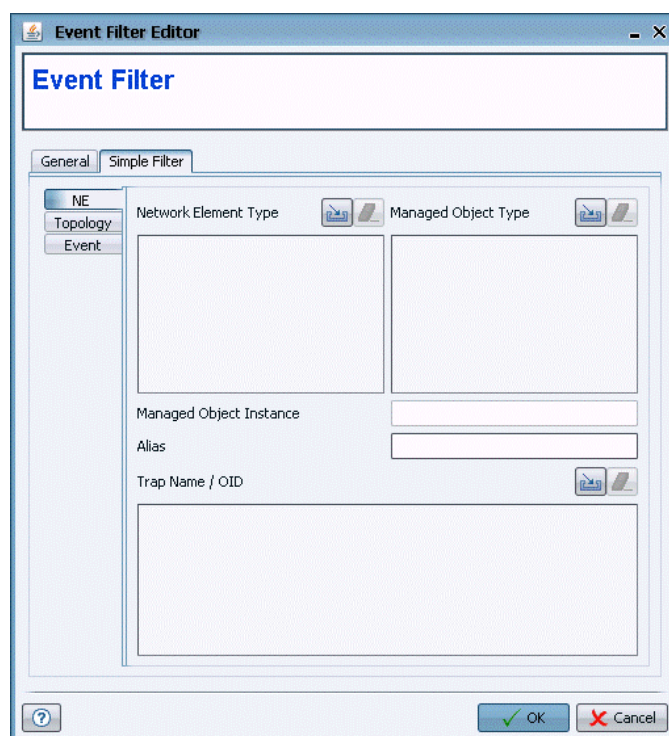 Event Filter Editor
Event Filter
General Simple Filter
NE
Topology
Event
Network Element Type Managed Object Type
Managed Object Instance
Alias
Trap Name / OID
? OK Cancel